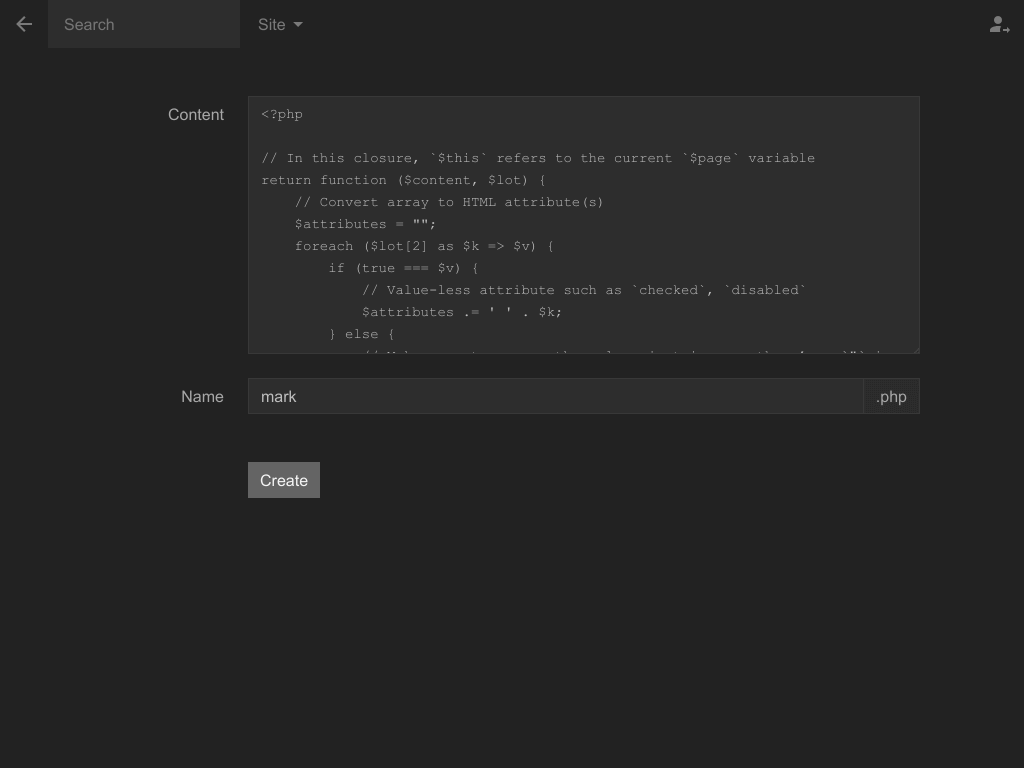 Search
Site
Content
<?php
// In this closure, `$this` refers to the current `$page` variable
return function ($content, $lot) {
    // Convert array to HTML attribute(s)
    $attributes = "";
    foreach ($lot[2] as $k => $v) {
        if (true === $v) {
            // Value-less attribute such as `checked`, `disabled`
            $attributes .= ' ' . $k;
        } else {
Name
mark
.php
Create